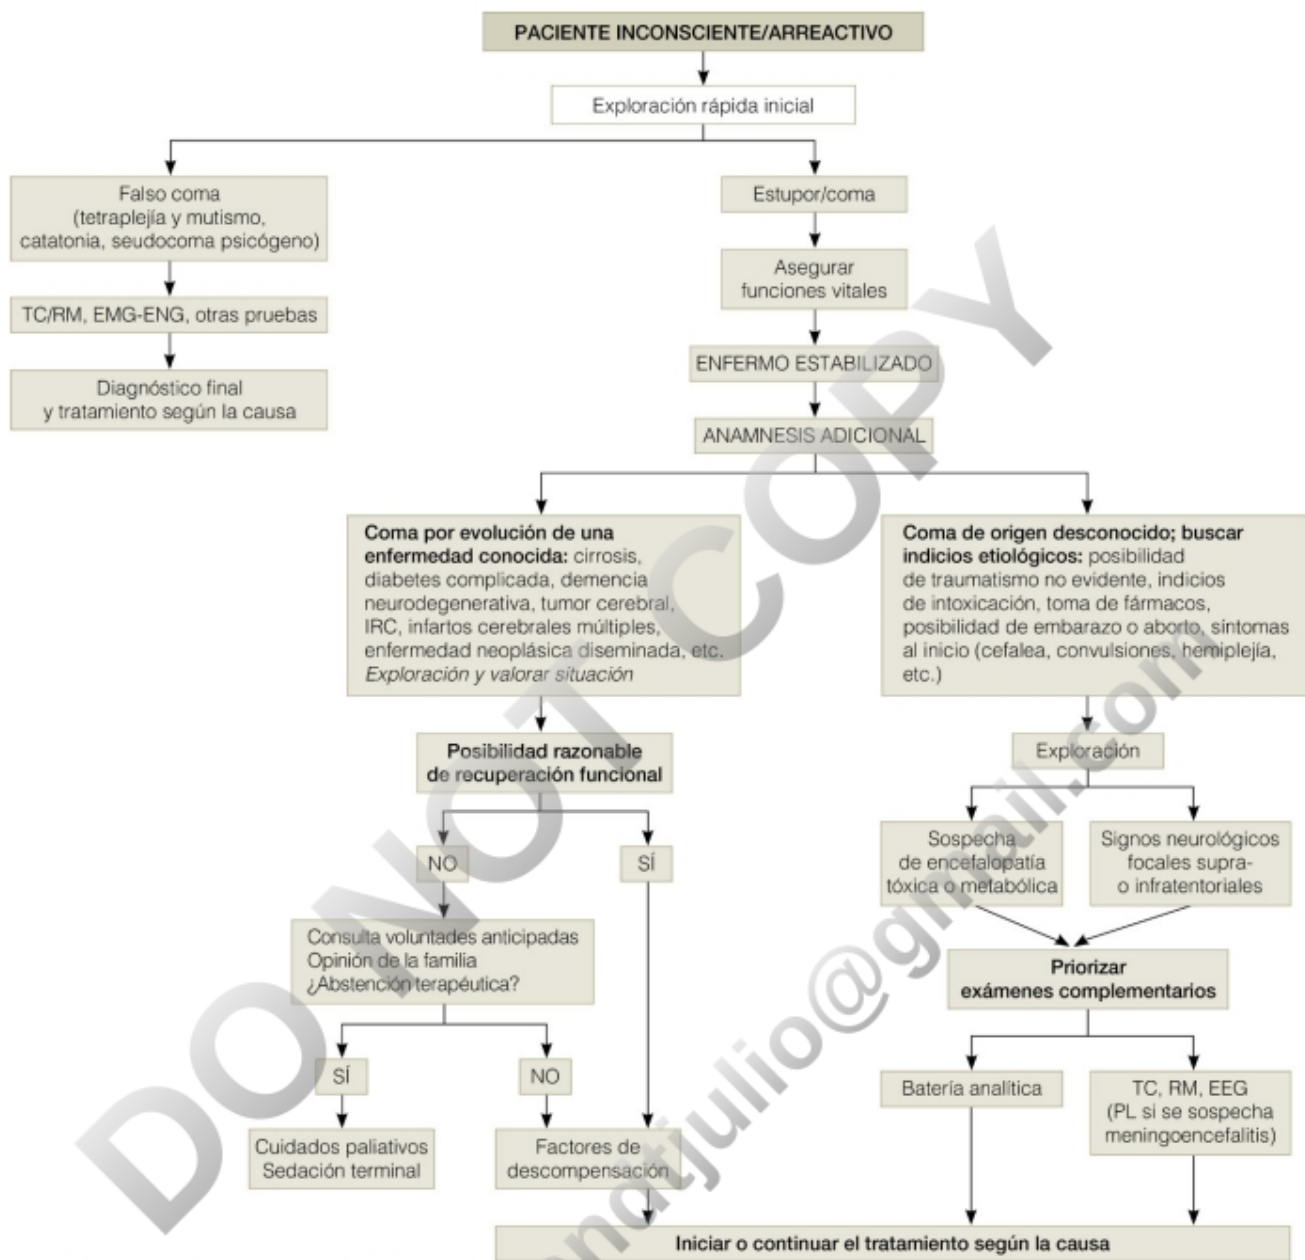 PACIENTE INCONSCIENTE/ARREACTIVO
Exploración rápida inicial
Falso coma
(tetraplejía y mutismo,
catatonia, seudocoma psicógeno)
TC/RM, EMG-ENG, otras pruebas
Diagnóstico final
y tratamiento según la causa
Estupor/coma
Asegurar
funciones vitales
ENFERMO ESTABILIZADO
ANAMNESIS ADICIONAL
Coma por evolución de una
enfermedad conocida: cirrosis,
diabetes complicada, demencia
neurodegenerativa, tumor cerebral,
IRC, infartos cerebrales múltiples,
enfermedad neoplásica diseminada, etc.
Exploración y valorar situación
Posibilidad razonable
de recuperación funcional
NO
SÍ
Consulta voluntades anticipadas
Opinión de la familia
¿Abstención terapéutica?
SÍ
NO
Cuidados paliativos
Sedación terminal
Factores de
descompensación
Coma de origen desconocido; buscar
indicios etiológicos: posibilidad
de traumatismo no evidente, indicios
de intoxicación, toma de fármacos,
posibilidad de embarazo o aborto, síntomas
al inicio (cefalea, convulsiones, hemiplejía,
etc.)
Exploración
Sospecha
de encefalopatía
tóxica o metabólica
Signos neurológicos
focales supra-
o infratentoriales
Priorizar
exámenes complementarios
Batería analítica
TC, RM, EEG
(PL si se sospecha
meningoencefalitis)
Iniciar o continuar el tratamiento según la causa
DO NOT COPY